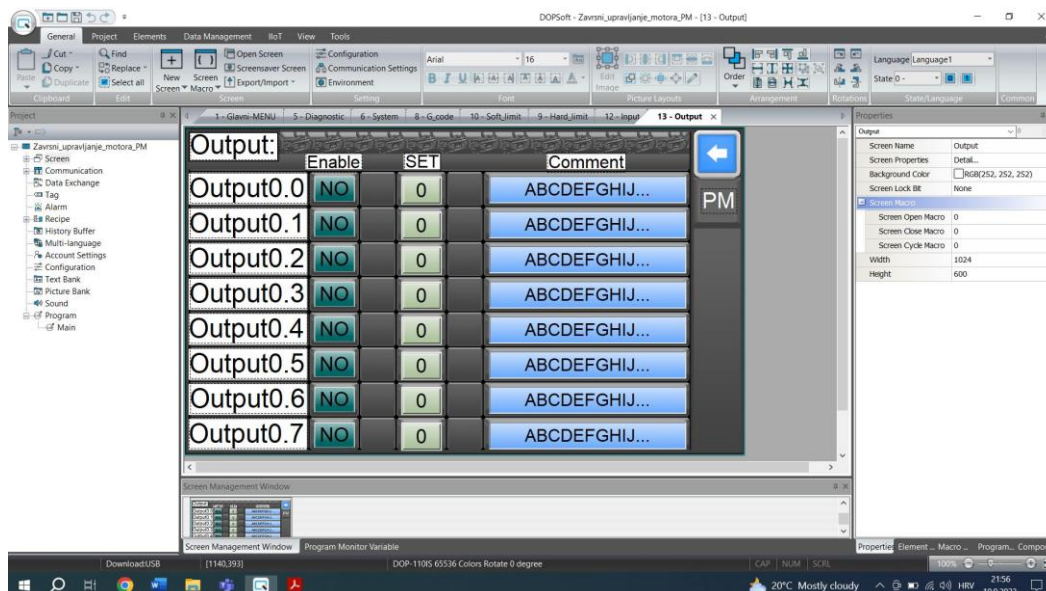 DOPSoft - Zavrsni_upravljanje_motora_PM - [13 - Output]
General Project Elements Data Management IIoT View Tools
Cut Find Open Screen Configuration Arial 16 Language Language1
Copy Replace Screensaver Screen Communication Settings State 0 -
Paste Duplicate Select all New Screen Screen Macro Export/Import Environment B I U A Edit Image Order
Clipboard Edit Screen Setting Font Picture Layouts Arrangement Rotations State/Language Common
Project
1 - Glavni-MENU 5 - Diagnostic 6 - System 8 - G_code 10 - Soft_limit 9 - Hard_limit 12 - Input 13 - Output
Properties
Zavrsni_upravljanje_motora_PM
Screen
Communication
Data Exchange
Tag
Alarm
Recipe
History Buffer
Multi-language
Account Settings
Configuration
Text Bank
Picture Bank
Sound
Program
Main
Output:
Enable SET Comment
PM
Output0.0 NO 0 ABCDEFGHIJ...
Output0.1 NO 0 ABCDEFGHIJ...
Output0.2 NO 0 ABCDEFGHIJ...
Output0.3 NO 0 ABCDEFGHIJ...
Output0.4 NO 0 ABCDEFGHIJ...
Output0.5 NO 0 ABCDEFGHIJ...
Output0.6 NO 0 ABCDEFGHIJ...
Output0.7 NO 0 ABCDEFGHIJ...
Output
Screen Name Output
Screen Properties Detail...
Background Color RGB(252, 252, 252)
Screen Lock Bit None
Screen Macro
Screen Open Macro 0
Screen Close Macro 0
Screen Cycle Macro 0
Width 1024
Height 600
Screen Management Window
Screen Management Window Program Monitor Variable
Properties Element ... Macro ... Program... Compo
Download:USB [1140,393] DOP-110IS 65536 Colors Rotate 0 degree CAP NUM SCRL 100%
20°C Mostly cloudy HRV 21:56